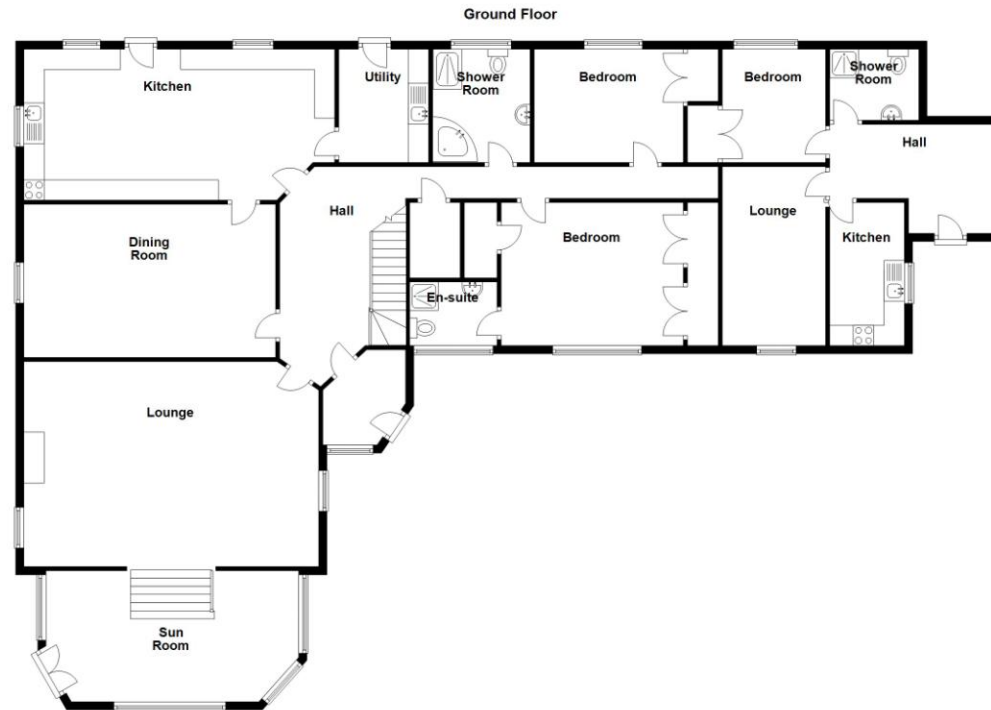 Ground Floor
Kitchen
Utility
Shower
Room
Bedroom
Bedroom
Shower
Room
Hall
Hall
Lounge
Dining
Room
Bedroom
Kitchen
En-suite
Lounge
Sun
Room